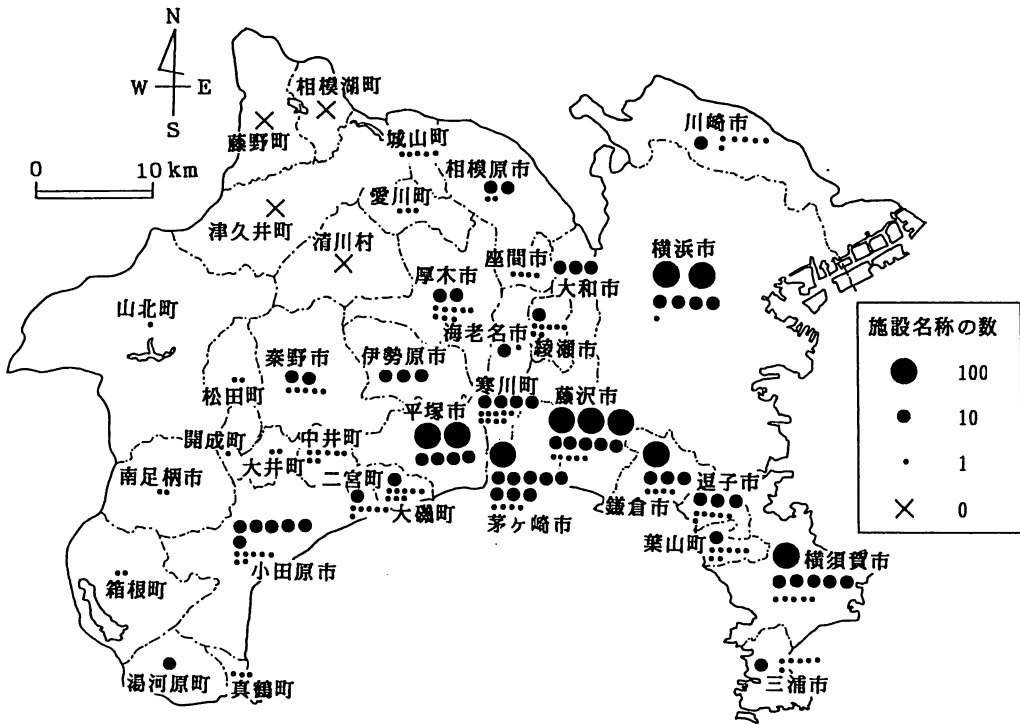 N
W E
S
0 10 km
相模湖町
藤野町
城山町
川崎市
相模原市
愛川町
津久井町
清川村
座間市
横浜市
厚木市
大和市
山北町
海老名市
綾瀬市
秦野市
伊勢原市
寒川町
藤沢市
松田町
平塚市
開成町
中井町
大井町
南足柄市
二宮町
大磯町
茅ヶ崎市
鎌倉市
逗子市
葉山町
横須賀市
小田原市
箱根町
湯河原町
真鶴町
三浦市
施設名称の数
100
10
1
0